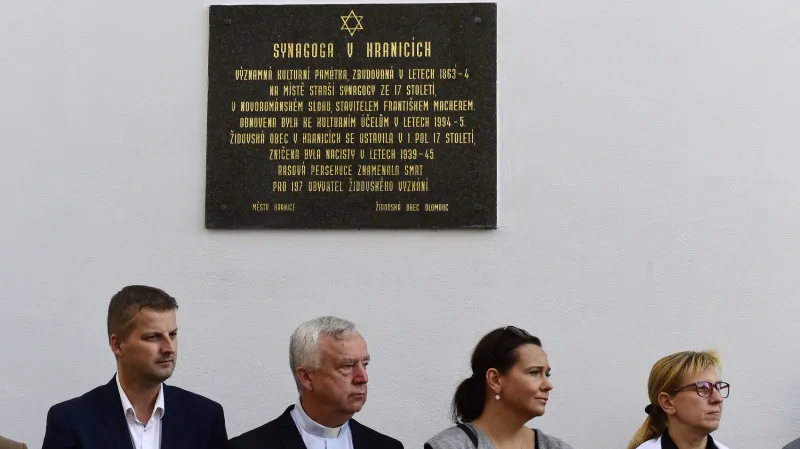 SYNAGOGA V HRANICÍCH
VÝZNAMNÁ KULTURNÍ PAMÁTKA, ZBUDOVANÁ V LETECH 1863-4
NA MÍSTĚ STARŠÍ SYNAGOGY ZE 17. STOLETÍ,
V NOVOROMÁNSKÉM SLOHU, STAVITELEM FRANTIŠKEM MACHEREM.
OBNOVENA BYLA KE KULTURNÍM ÚČELŮM V LETECH 1994-5.
ŽIDOVSKÁ OBEC V HRANICÍCH SE USTAVILA V I POL. 17. STOLETÍ,
ZNIČENA BYLA NACISTY V LETECH 1939-45.
RASOVÁ PERSEKUCE ZNAMENALA SMRT
PRO 197 OBYVATEL ŽIDOVSKÉHO VYZNÁNÍ.
MĚSTO HRANICE ŽIDOVSKÁ OBEC OLOMOUC